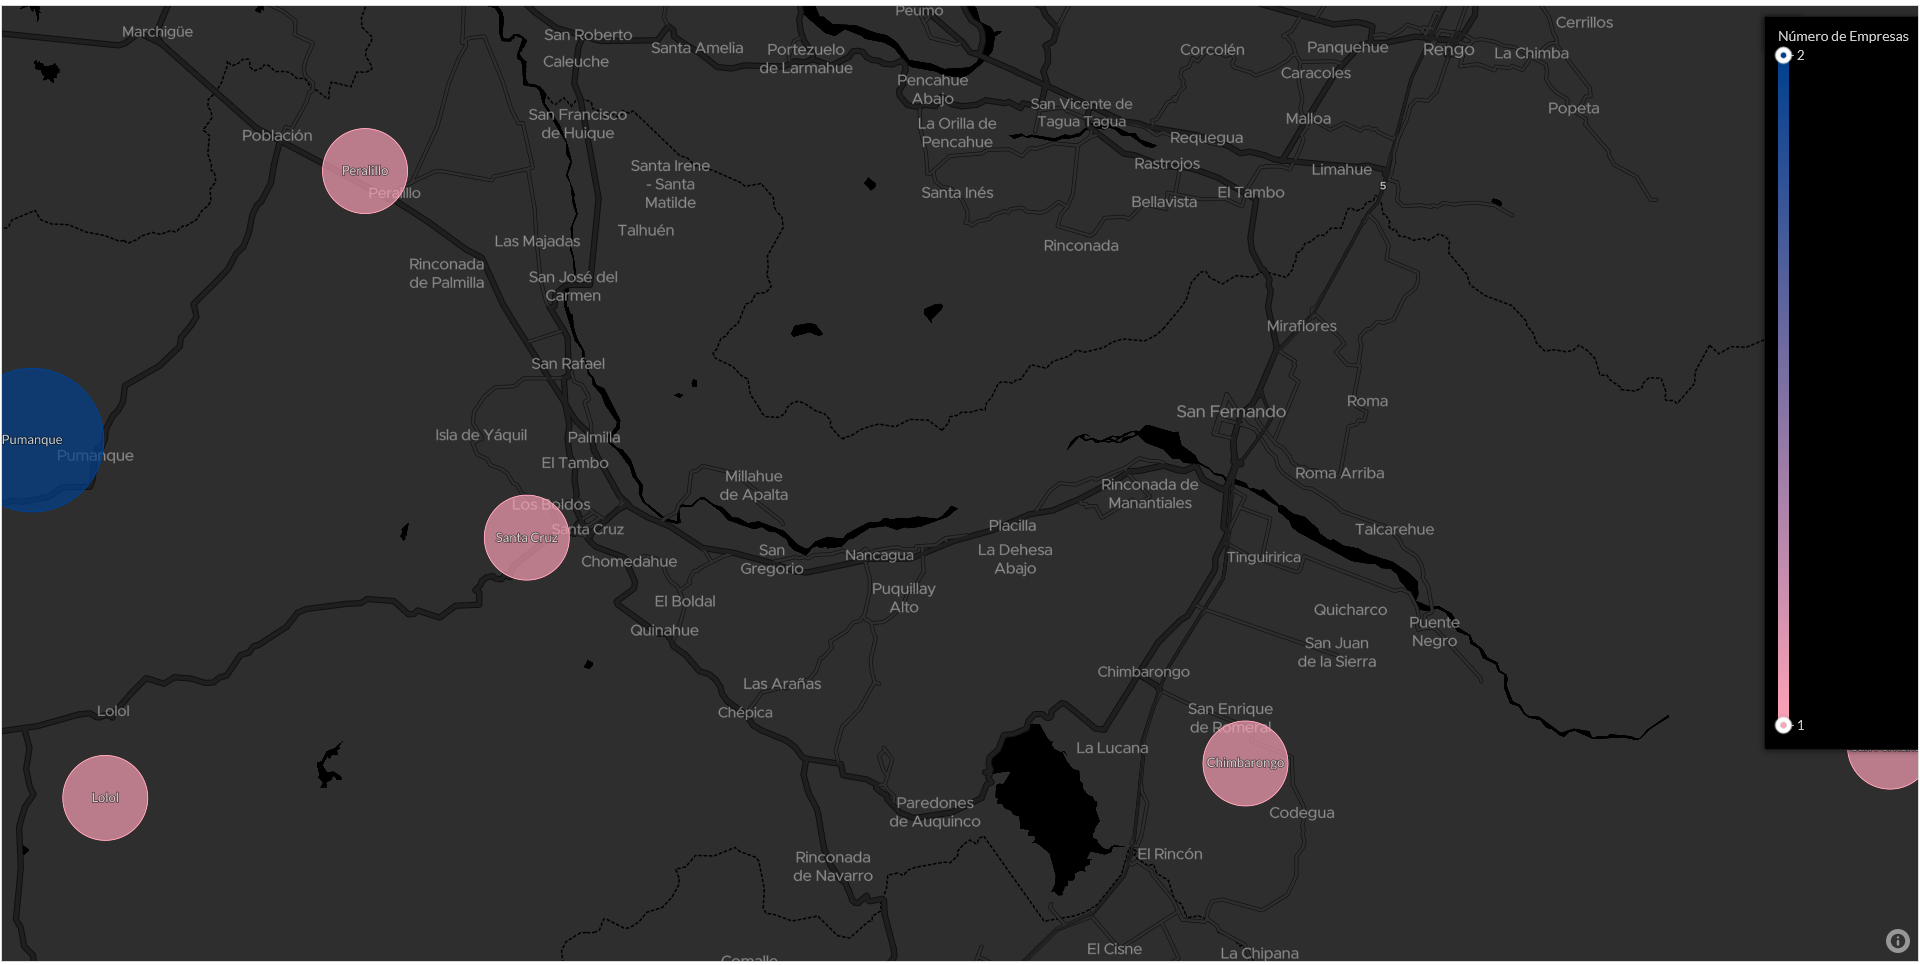 Peumo
Marchigüe
San Roberto
Santa Amelia
Portezuelo
de Larmahue
Caleuche
Corcolén
Panquehue
Rengo
Cerrillos
La Chimba
Caracoles
Pencahue
Abajo
San Vicente de
Tagua Tagua
Popeta
San Francisco
de Huique
La Orilla de
Pencahue
Malloa
Población
Requegua
Peralillo
Peralillo
Santa Irene
- Santa
Matilde
Rastrojos
Limahue
5
Santa Inés
Bellavista
El Tambo
Talhuén
Las Majadas
Rinconada
Rinconada
de Palmilla
San José del
Carmen
Miraflores
San Rafael
Roma
San Fernando
Pumanque
Pumanque
Isla de Yáquil
Palmilla
El Tambo
Millahue
de Apalta
Roma Arriba
Rinconada de
Manantiales
Los Boldos
Santa Cruz
Santa Cruz
Placilla
Talcarehue
Chomedahue
San
Gregorio
Nancagua
La Dehesa
Abajo
Tinguiririca
Puquillay
Alto
El Boldal
Quicharco
Quinahue
Puente
Negro
San Juan
de la Sierra
Chimbarongo
Las Arañas
Lolol
Chépica
San Enrique
de Romeral
La Lucana
Chimbarongo
Lolol
Paredones
de Auquinco
Codegua
Rinconada
de Navarro
El Rincón
El Cisne
La Chipana
Comalle
Número de Empresas
2
1